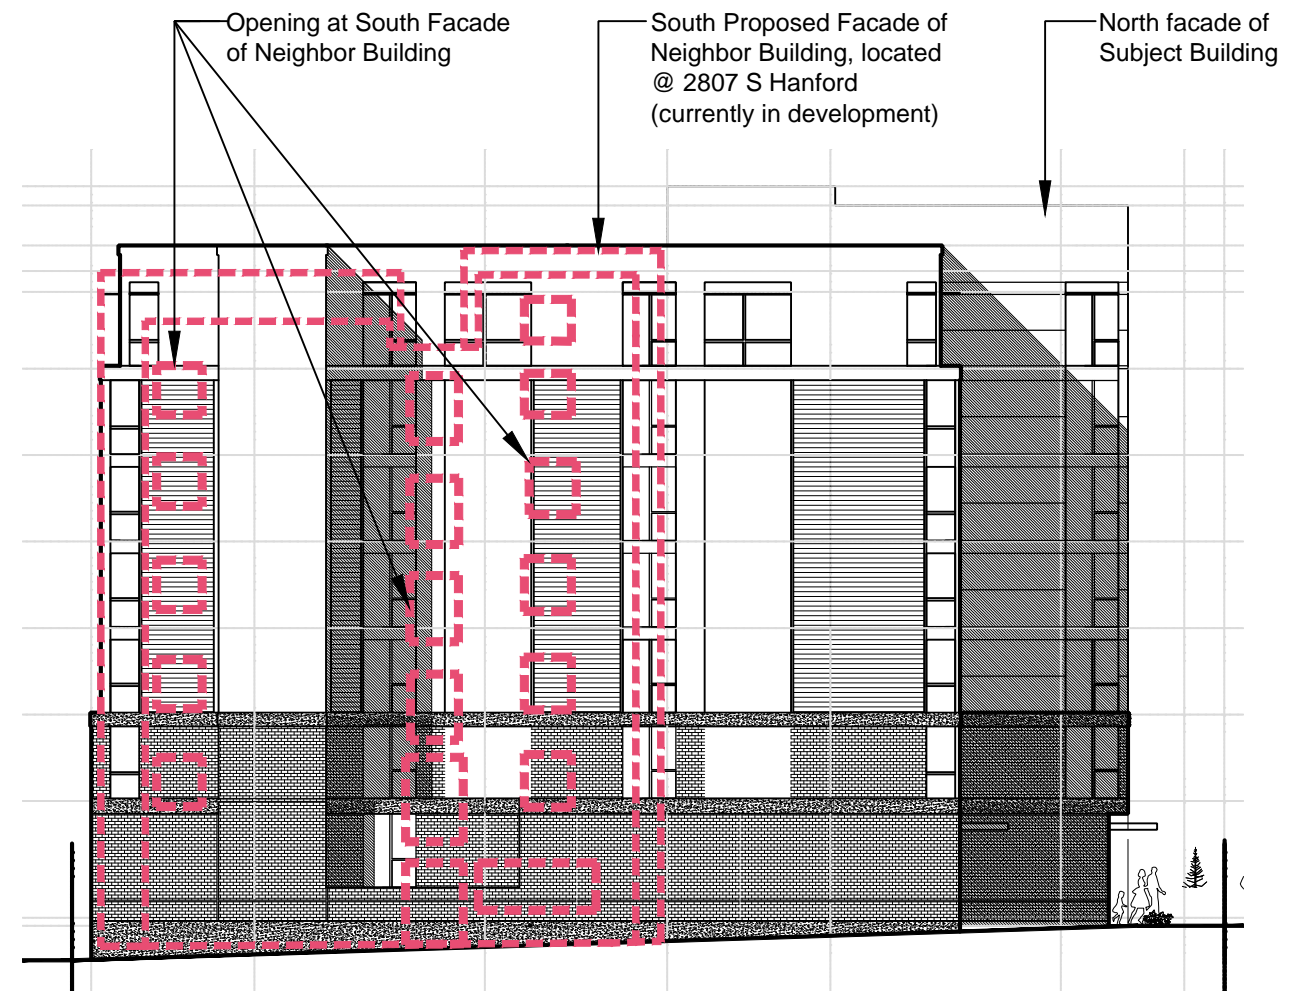 Opening at South Facade
of Neighbor Building
South Proposed Facade of
Neighbor Building, located
@ 2807 S Hanford
(currently in development)
North facade of
Subject Building